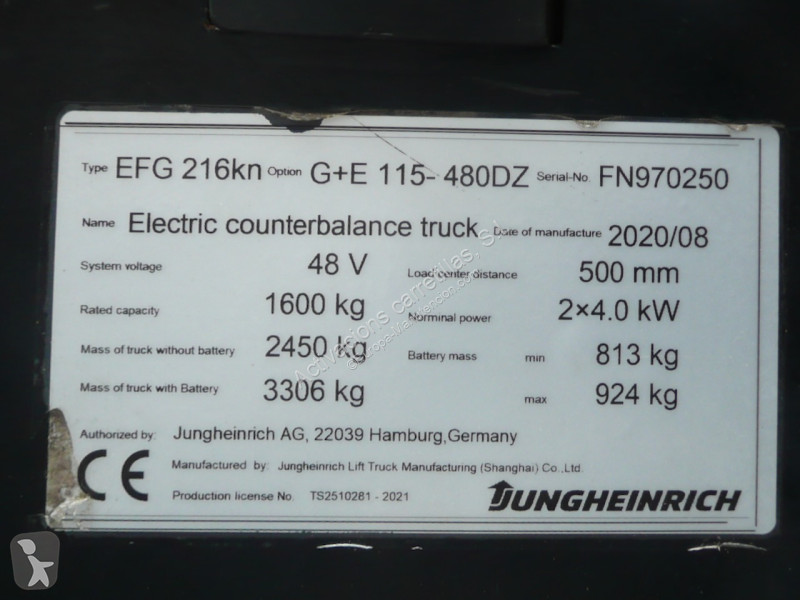 Type EFG 216kn Option G+E 115-480DZ Serial-No. FN970250
Name Electric counterbalance truck Date of manufacture 2020/08
System voltage 48 V Load center distance 500 mm
Rated capacity 1600 kg Norminal power 2×4.0 kW
Mass of truck without battery 2450 kg Battery mass min 813 kg
Mass of truck with Battery 3306 kg max 924 kg
Authorized by: Jungheinrich AG, 22039 Hamburg,Germany
CE Manufactured by: Jungheinrich Lift Truck Manufacturing (Shanghai) Co.,Ltd.
Production license No. TS2510281 - 2021
JUNGHEINRICH
Activasions carretillas, S.L.